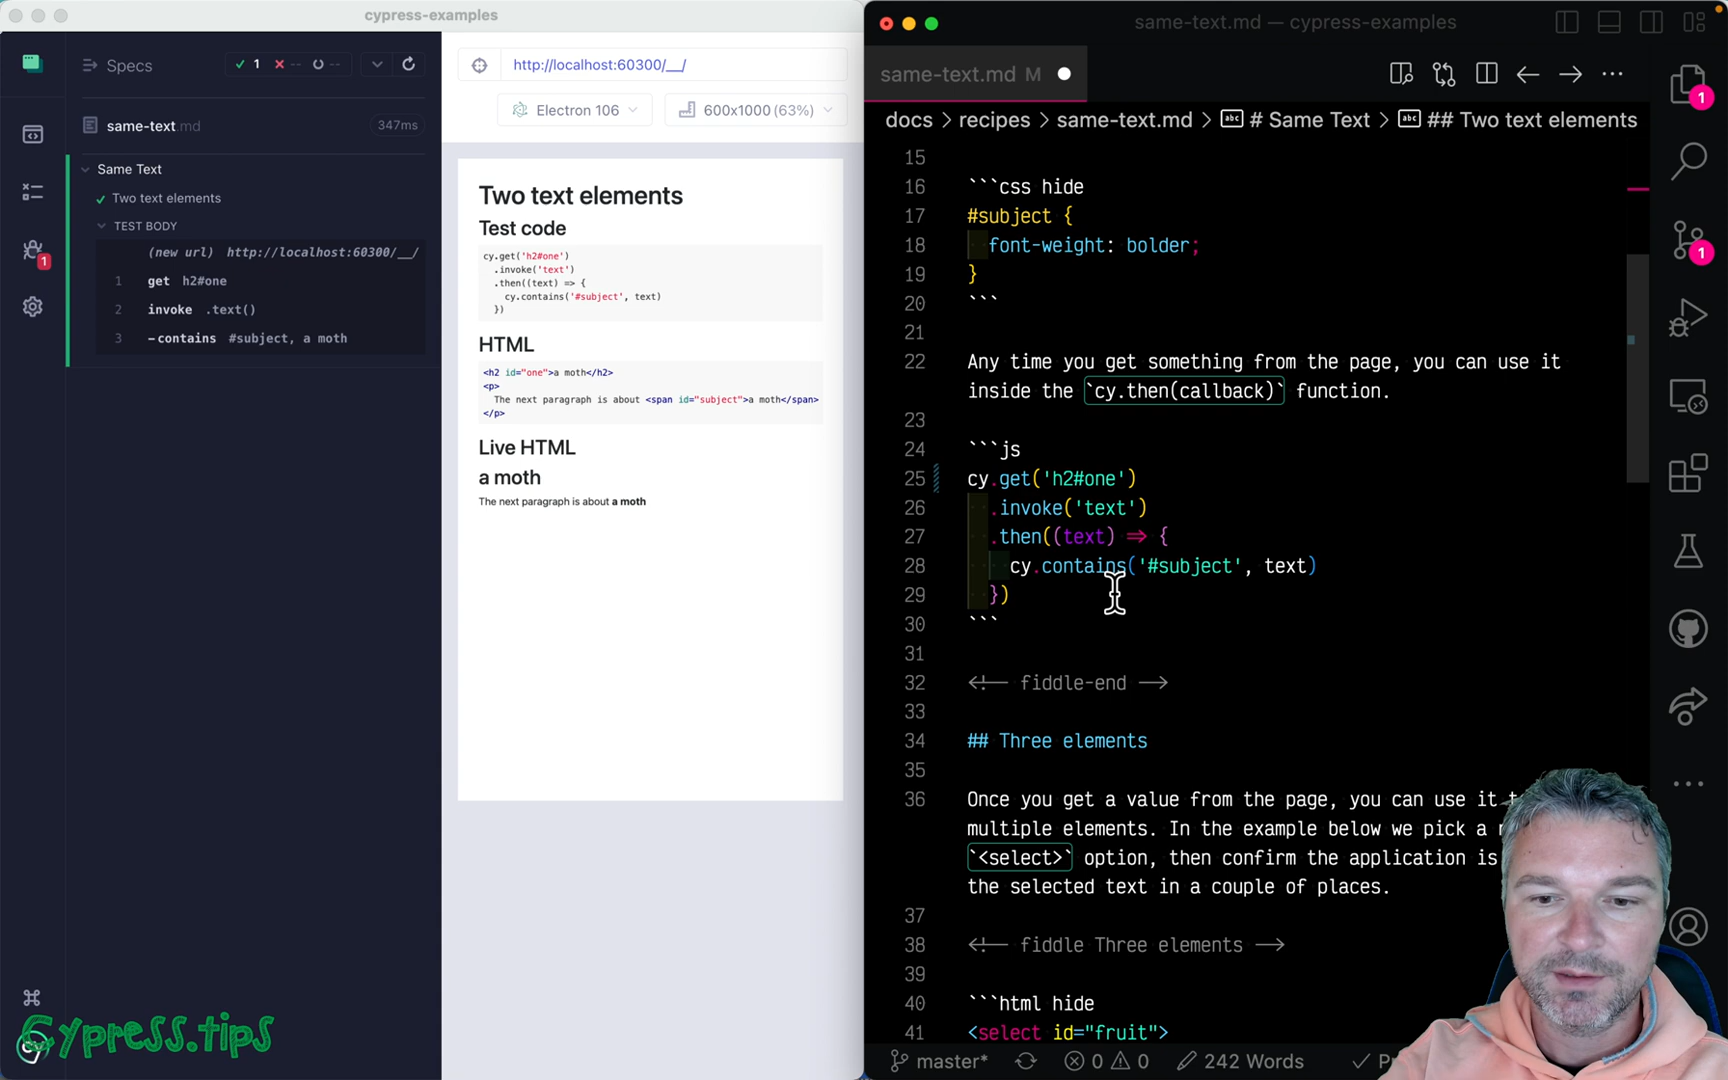 cypress-examples
Specs
1 -- --
same-text.md
347ms
Same Text
Two text elements
TEST BODY
(new url) http://localhost:60300/__/
1 get h2#one
2 invoke .text()
3 -contains #subject, a moth
Cypress.tips
http://localhost:60300/__/
Electron 106
600x1000 (63%)
Two text elements
Test code
cy.get('h2#one')
.invoke('text')
.then((text) => {
cy.contains('#subject', text)
})
HTML
<h2 id="one">a moth</h2>
<p>
The next paragraph is about <span id="subject">a moth</span>
</p>
Live HTML
a moth
The next paragraph is about a moth
same-text.md — cypress-examples
same-text.md M
docs > recipes > same-text.md > # Same Text > ## Two text elements
15
16 ```css hide
17 #subject {
18 font-weight: bolder;
19 }
20 ```
21
22 Any time you get something from the page, you can use it
inside the `cy.then(callback)` function.
23
24 ```js
25 cy.get('h2#one')
26 .invoke('text')
27 .then((text) => {
28 cy.contains('#subject', text)
29 })
30 ```
31
32 <!-- fiddle-end -->
33
34 ## Three elements
35
36 Once you get a value from the page, you can use it
multiple elements. In the example below we pick a
`<select>` option, then confirm the application is
the selected text in a couple of places.
37
38 <!-- fiddle Three elements -->
39
40 ```html hide
41 <select id="fruit">
master* 0 0 242 Words
1
1
1